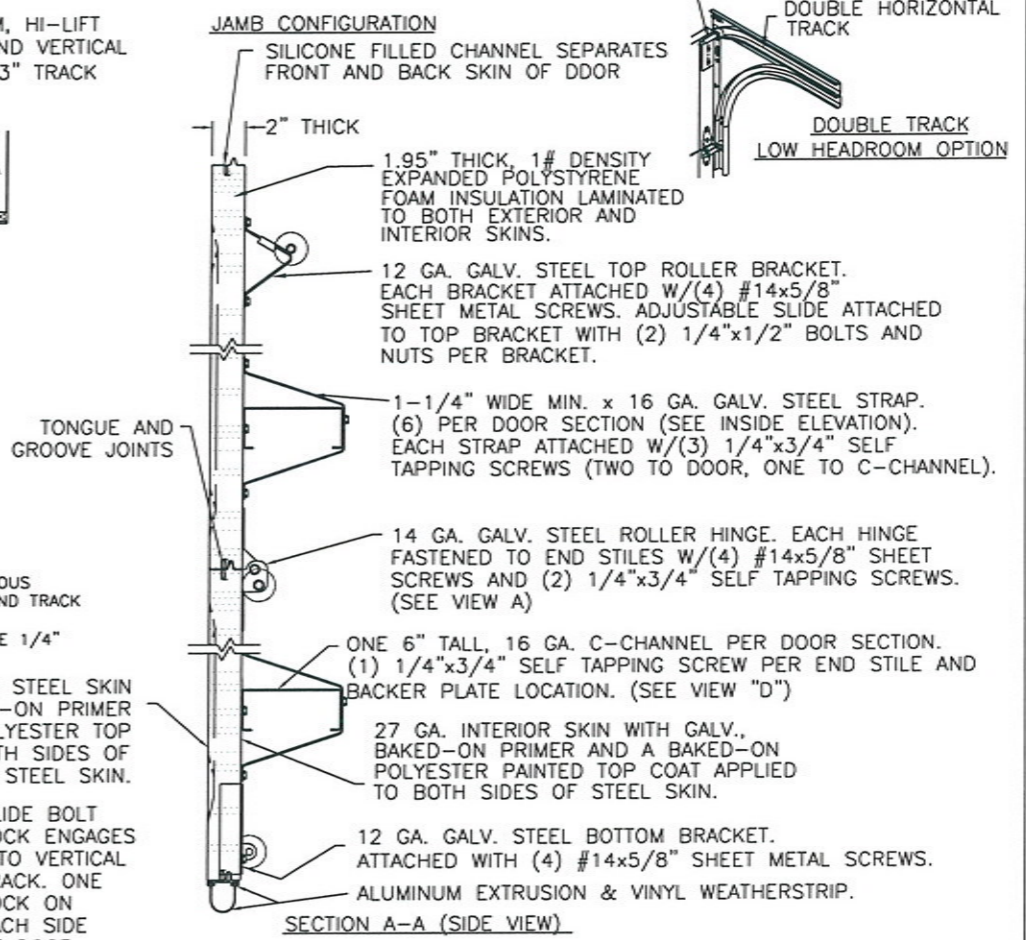 M, HI-LIFT
ND VERTICAL
3" TRACK
JAMB CONFIGURATION
SILICONE FILLED CHANNEL SEPARATES
FRONT AND BACK SKIN OF DDOR
DOUBLE HORIZONTAL
TRACK
DOUBLE TRACK
LOW HEADROOM OPTION
2" THICK
1.95" THICK, 1# DENSITY
EXPANDED POLYSTYRENE
FOAM INSULATION LAMINATED
TO BOTH EXTERIOR AND
INTERIOR SKINS.
12 GA. GALV. STEEL TOP ROLLER BRACKET.
EACH BRACKET ATTACHED W/(4) #14x5/8"
SHEET METAL SCREWS. ADJUSTABLE SLIDE ATTACHED
TO TOP BRACKET WITH (2) 1/4"x1/2" BOLTS AND
NUTS PER BRACKET.
1-1/4" WIDE MIN. x 16 GA. GALV. STEEL STRAP.
(6) PER DOOR SECTION (SEE INSIDE ELEVATION).
EACH STRAP ATTACHED W/(3) 1/4"x3/4" SELF
TAPPING SCREWS (TWO TO DOOR, ONE TO C-CHANNEL).
TONGUE AND
GROOVE JOINTS
14 GA. GALV. STEEL ROLLER HINGE. EACH HINGE
FASTENED TO END STILES W/(4) #14x5/8" SHEET
SCREWS AND (2) 1/4"x3/4" SELF TAPPING SCREWS.
(SEE VIEW A)
OUS
ND TRACK
E 1/4"
ONE 6" TALL, 16 GA. C-CHANNEL PER DOOR SECTION.
(1) 1/4"x3/4" SELF TAPPING SCREW PER END STILE AND
BACKER PLATE LOCATION. (SEE VIEW "D")
STEEL SKIN
-ON PRIMER
LYESTER TOP
TH SIDES OF
STEEL SKIN.
27 GA. INTERIOR SKIN WITH GALV.,
BAKED-ON PRIMER AND A BAKED-ON
POLYESTER PAINTED TOP COAT APPLIED
TO BOTH SIDES OF STEEL SKIN.
LIDE BOLT
OCK ENGAGES
TO VERTICAL
ACK. ONE
OCK ON
ACH SIDE
12 GA. GALV. STEEL BOTTOM BRACKET.
ATTACHED WITH (4) #14x5/8" SHEET METAL SCREWS.
ALUMINUM EXTRUSION & VINYL WEATHERSTRIP.
SECTION A-A (SIDE VIEW)